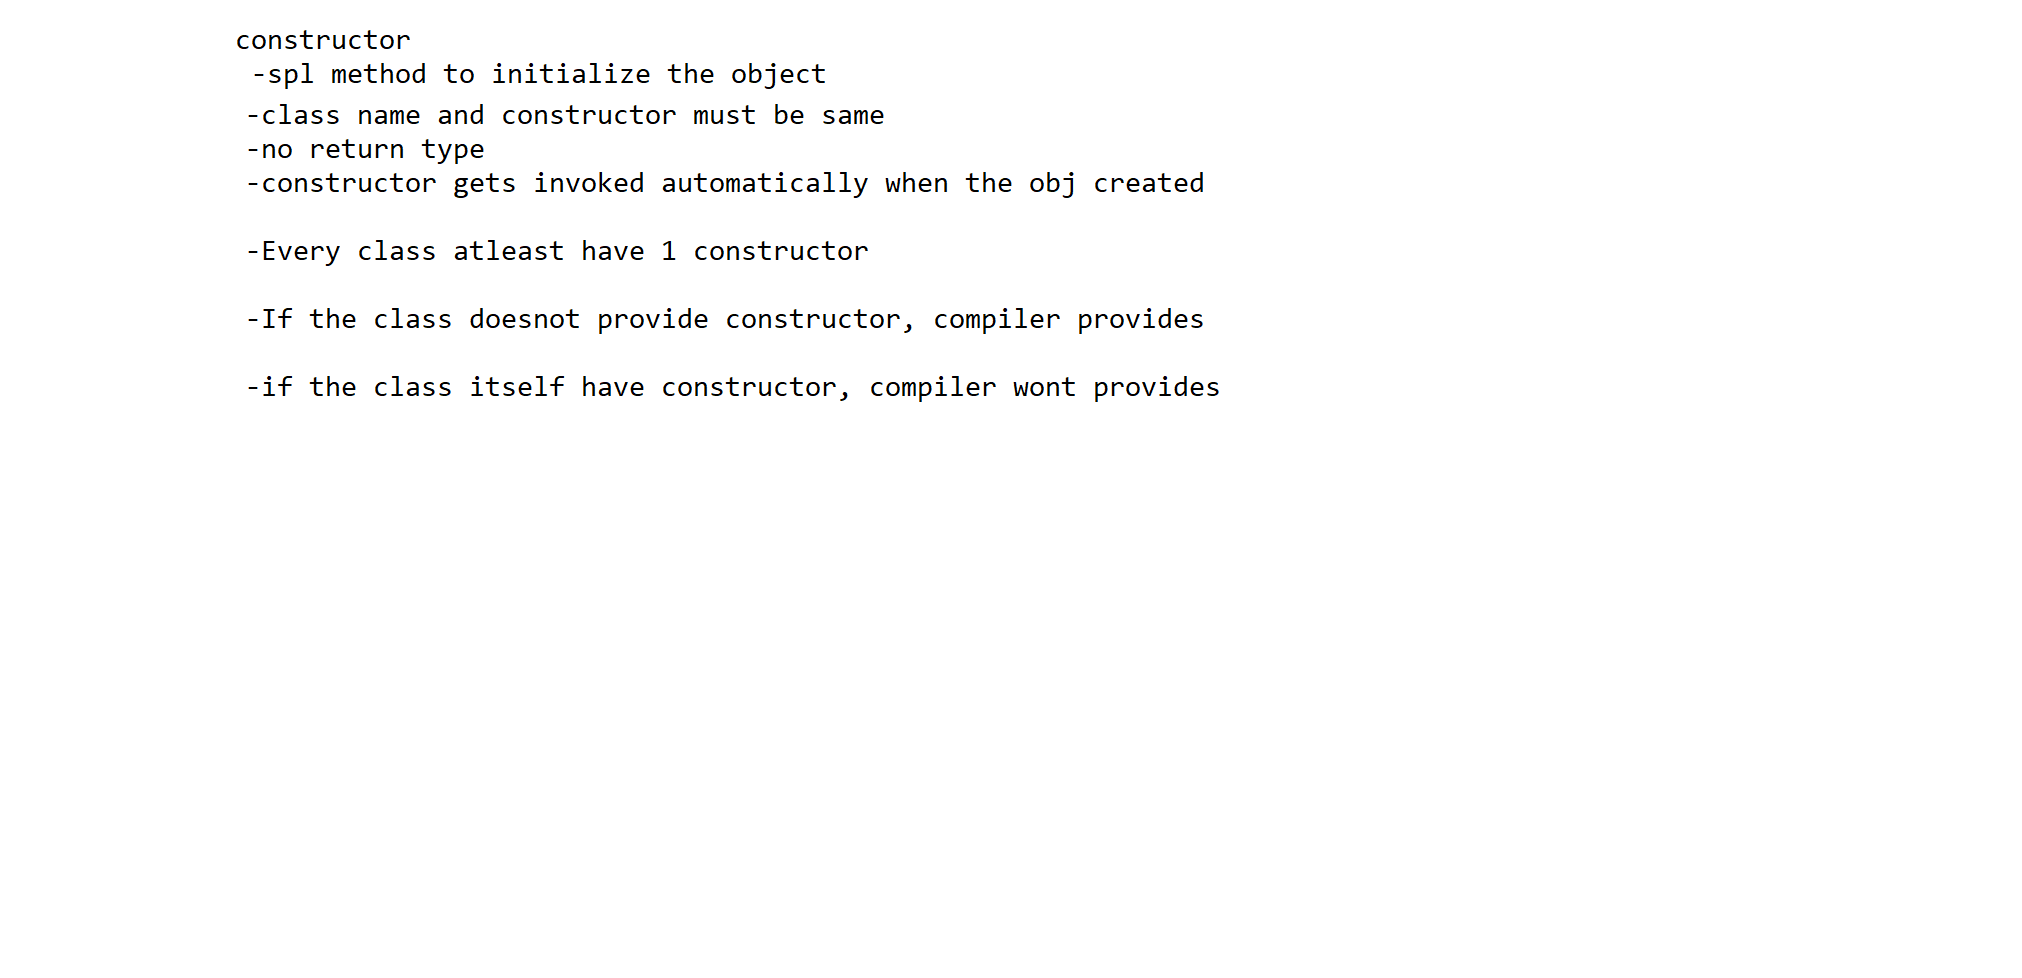 constructor
-spl method to initialize the object
-class name and constructor must be same
-no return type
-constructor gets invoked automatically when the obj created
-Every class atleast have 1 constructor
-If the class doesnot provide constructor, compiler provides
-if the class itself have constructor, compiler wont provides